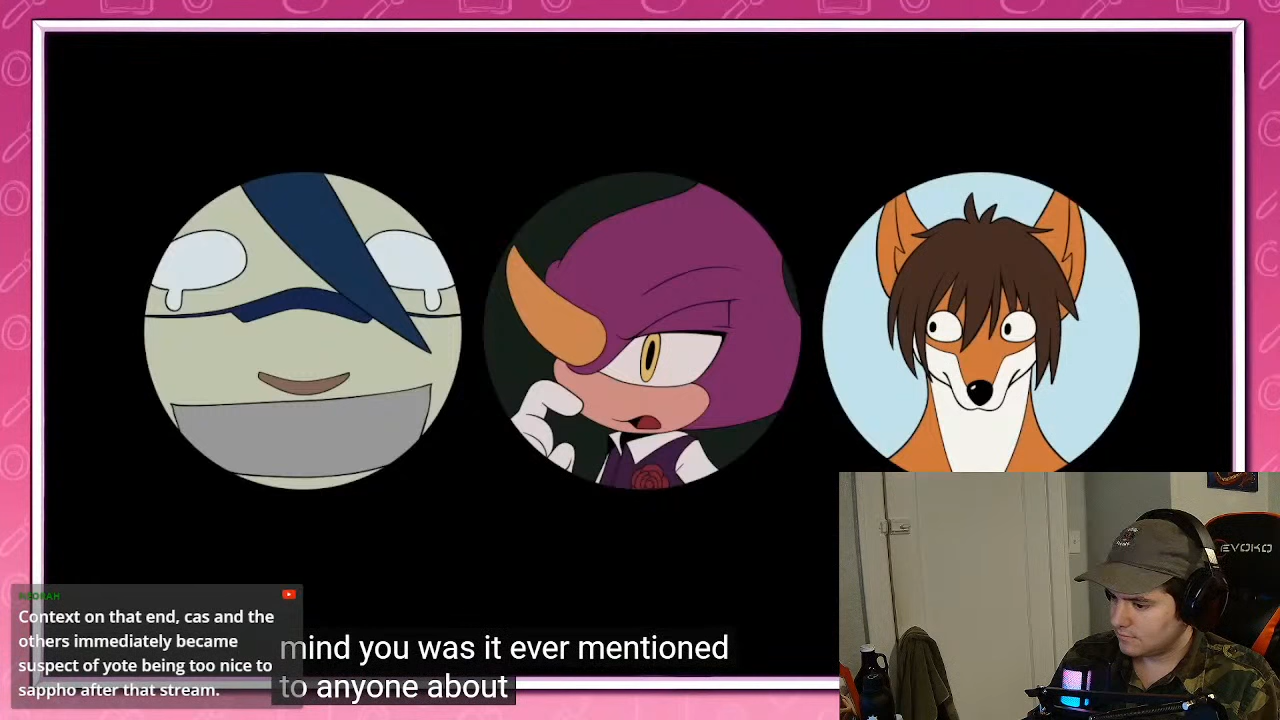 Context on that end, cas and the
others immediately became
suspect of yote being too nice to
sappho after that stream.
mind you was it ever mentioned
to anyone about
EVOKO